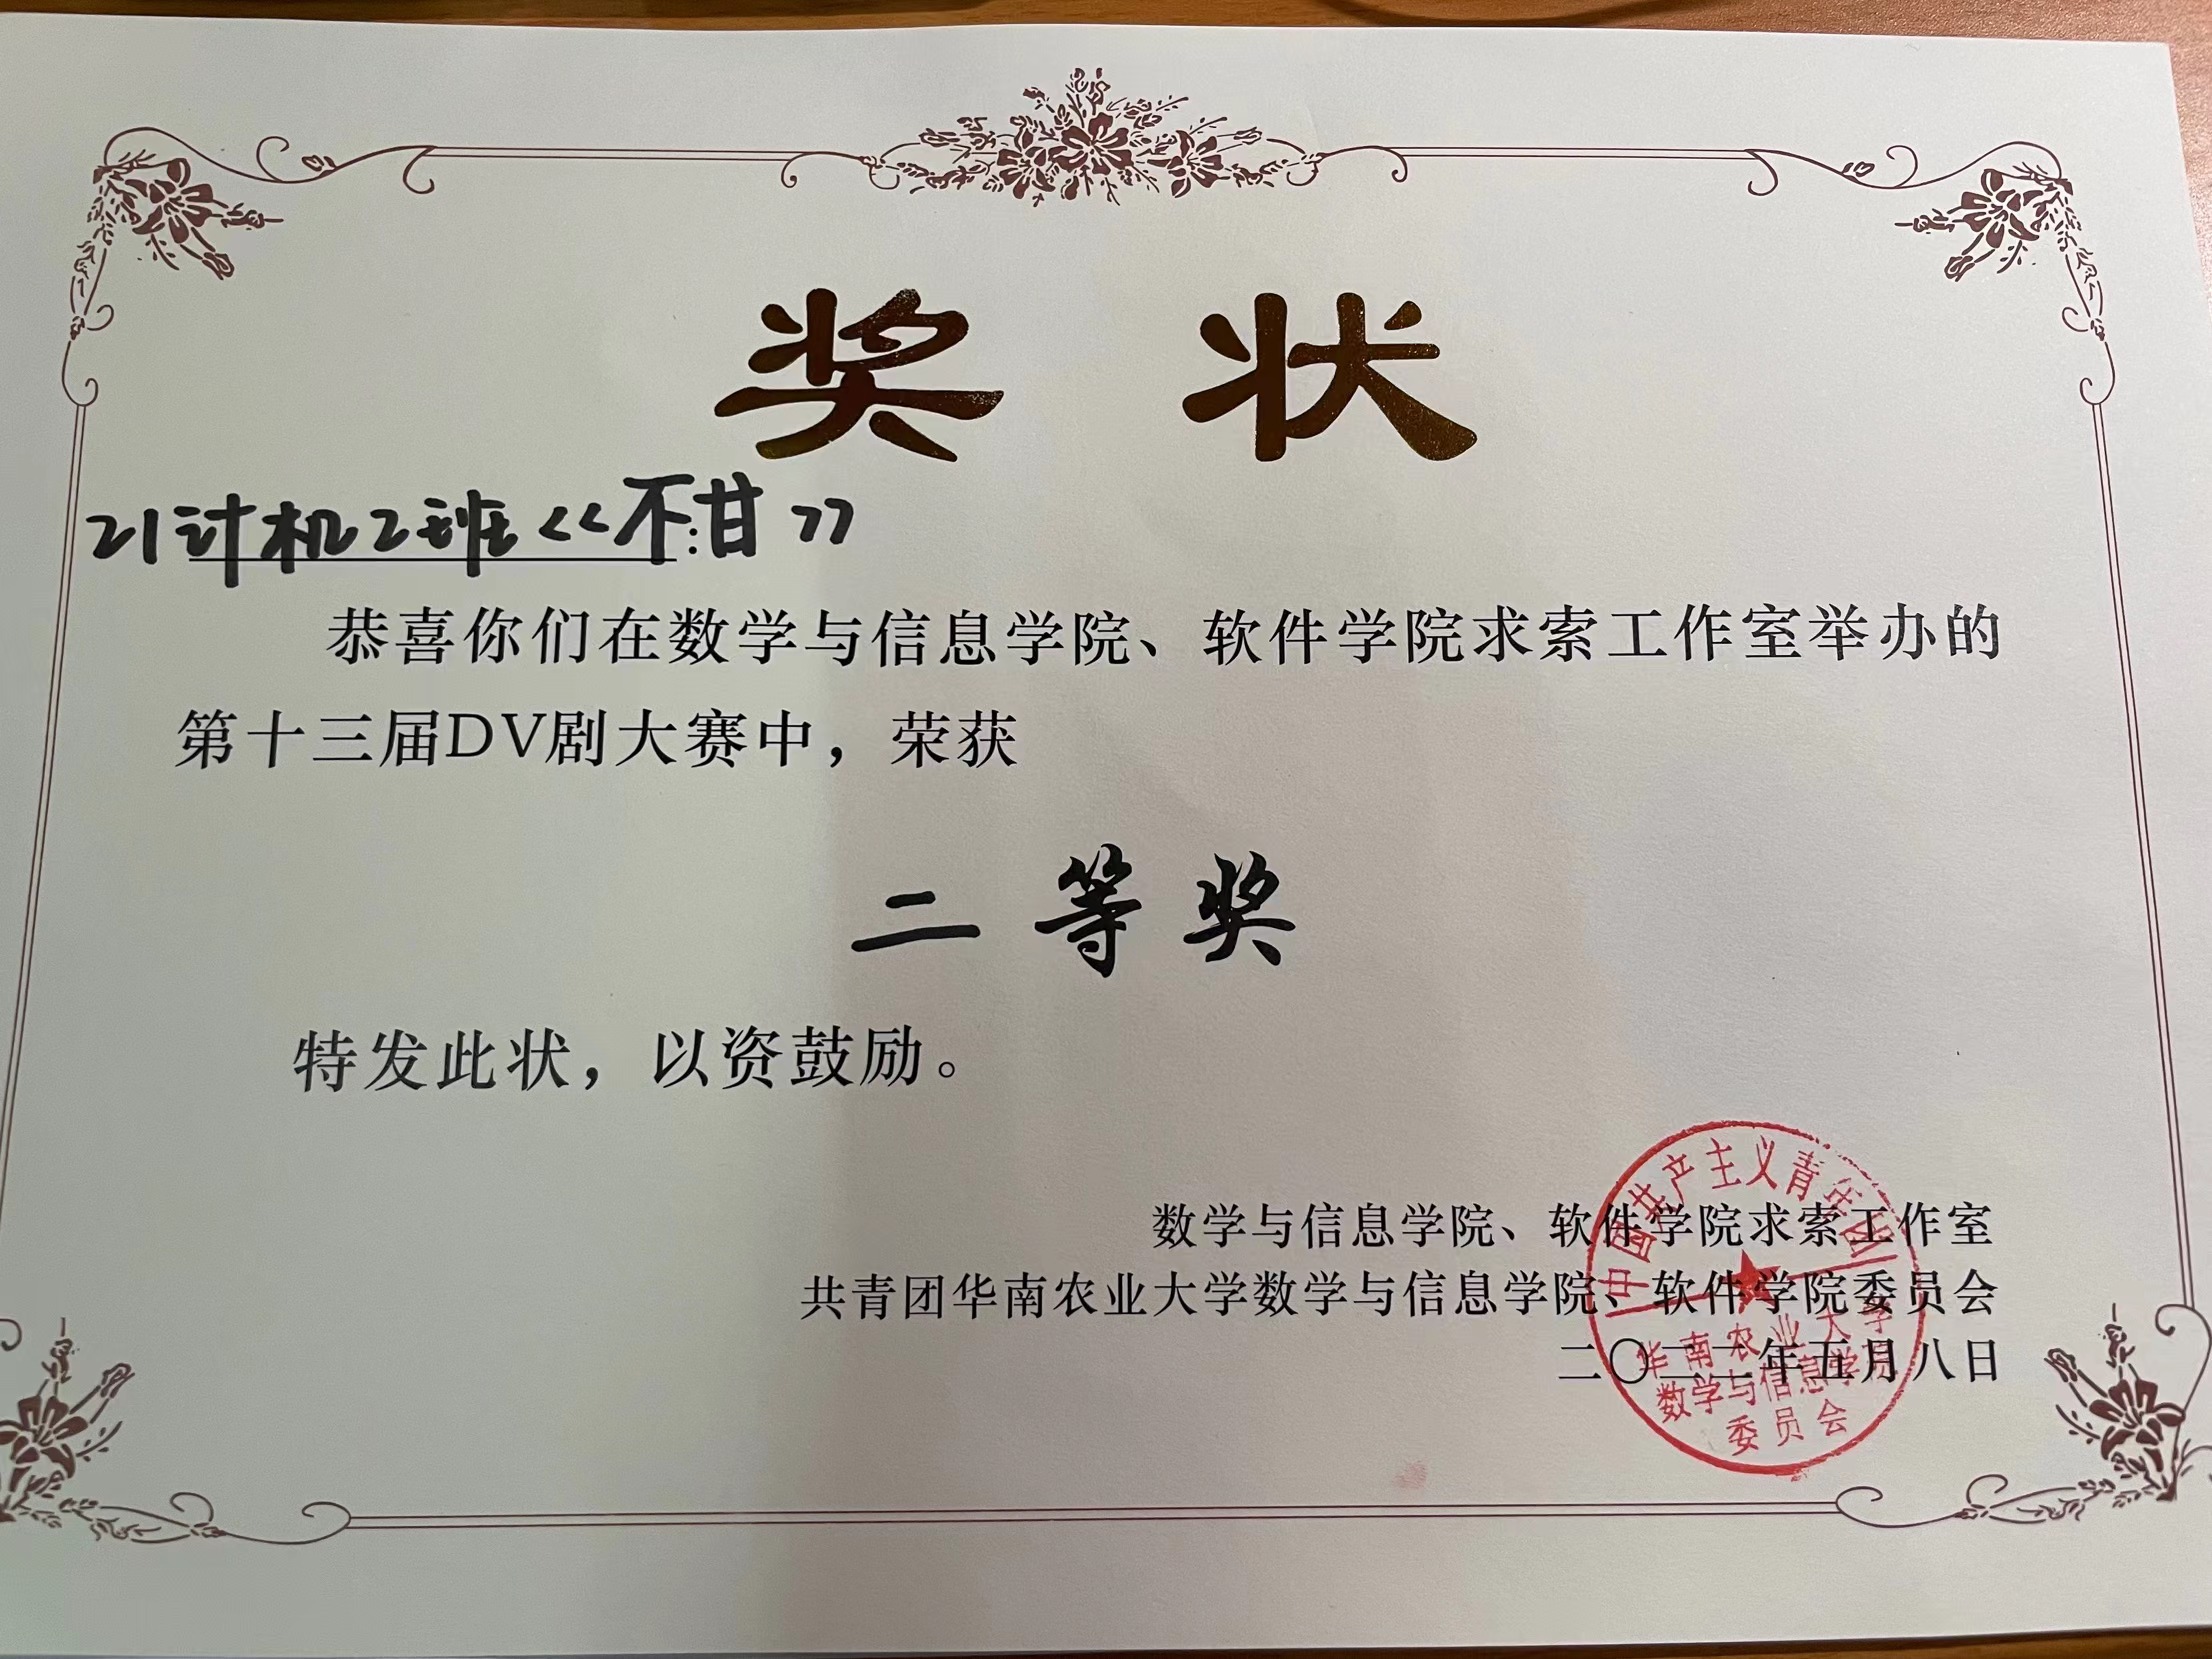 奖 状
21计机2班《不甘》:
恭喜你们在数学与信息学院、软件学院求索工作室举办的
第十三届DV剧大赛中，荣获
二等奖
特发此状，以资鼓励。
数学与信息学院、软件学院求索工作室
共青团华南农业大学数学与信息学院、软件学院委员会
二〇二二年五月八日
中国共产主义青年团
华南农业大学
数学与信息学院
委员会